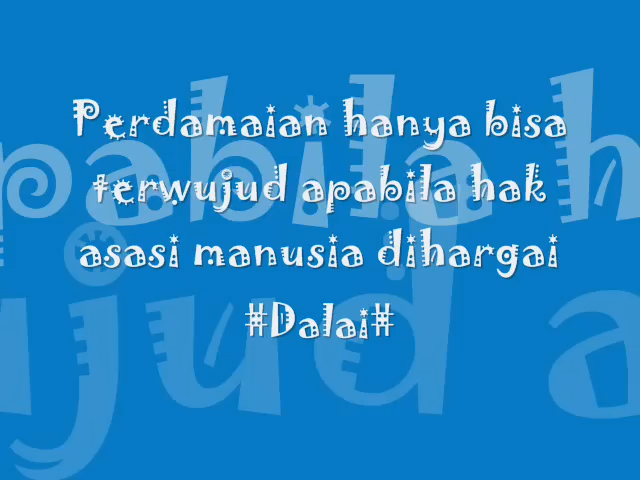 Perdamaian hanya bisa
terwujud apabila hak
asasi manusia dihargai
#Dalai#